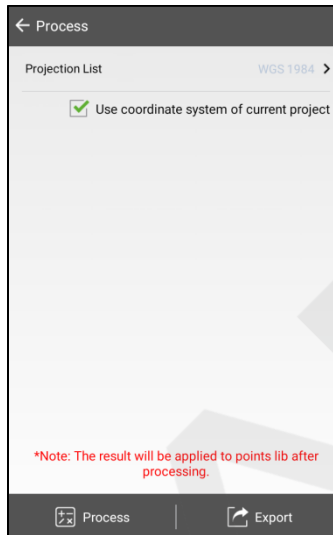 Process
Projection List WGS 1984
Use coordinate system of current project
*Note: The result will be applied to points lib after
processing.
Process Export